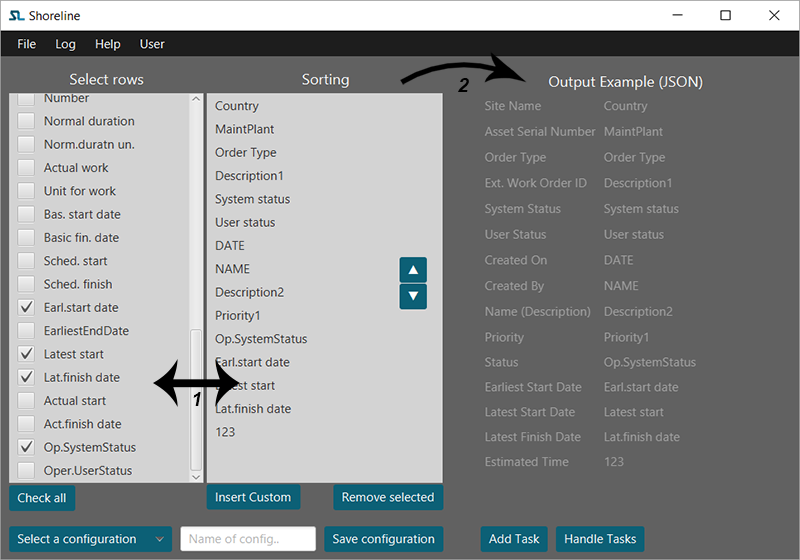 SL Shoreline
File Log Help User
Select rows
Number
Normal duration
Norm.duratn un.
Actual work
Unit for work
Bas. start date
Basic fin. date
Sched. start
Sched. finish
Earl.start date
EarliestEndDate
Latest start
Lat.finish date
Actual start
Act.finish date
Op.SystemStatus
Oper.UserStatus
Check all
1
Sorting
Country
MaintPlant
Order Type
Description1
System status
User status
DATE
NAME
Description2
Priority1
Op.SystemStatus
Earl.start date
Latest start
Lat.finish date
123
Insert Custom Remove selected
2
Output Example (JSON)
Site Name Country
Asset Serial Number MaintPlant
Order Type Order Type
Ext. Work Order ID Description1
System Status System status
User Status User status
Created On DATE
Created By NAME
Name (Description) Description2
Priority Priority1
Status Op.SystemStatus
Earliest Start Date Earl.start date
Latest Start Date Latest start
Latest Finish Date Lat.finish date
Estimated Time 123
Select a configuration Name of config.. Save configuration Add Task Handle Tasks